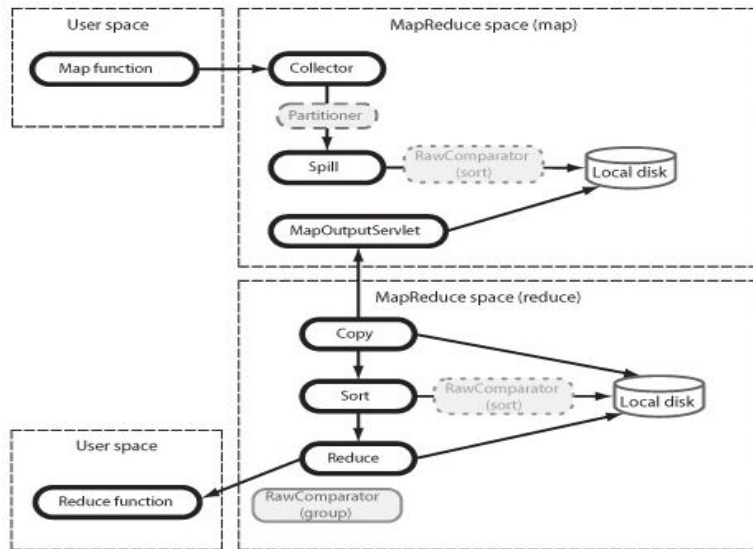 User space
MapReduce space (map)
Map function
Collector
Partitioner
Spill
RawComparator
(sort)
Local disk
MapOutputServlet
MapReduce space (reduce)
Copy
Sort
RawComparator
(sort)
Local disk
User space
Reduce
Reduce function
RawComparator
(group)